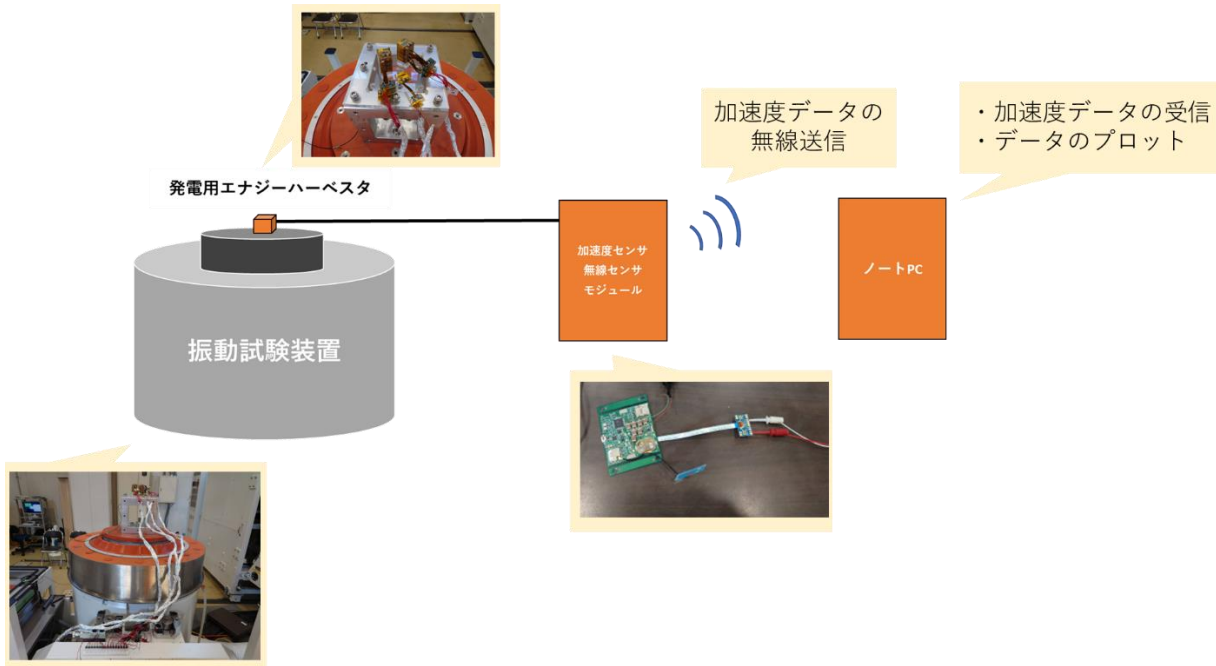 加速度データの
無線送信
・加速度データの受信
・データのプロット
発電用エナジーハーベスタ
加速度センサ
無線センサ
モジュール
ノートPC
振動試験装置